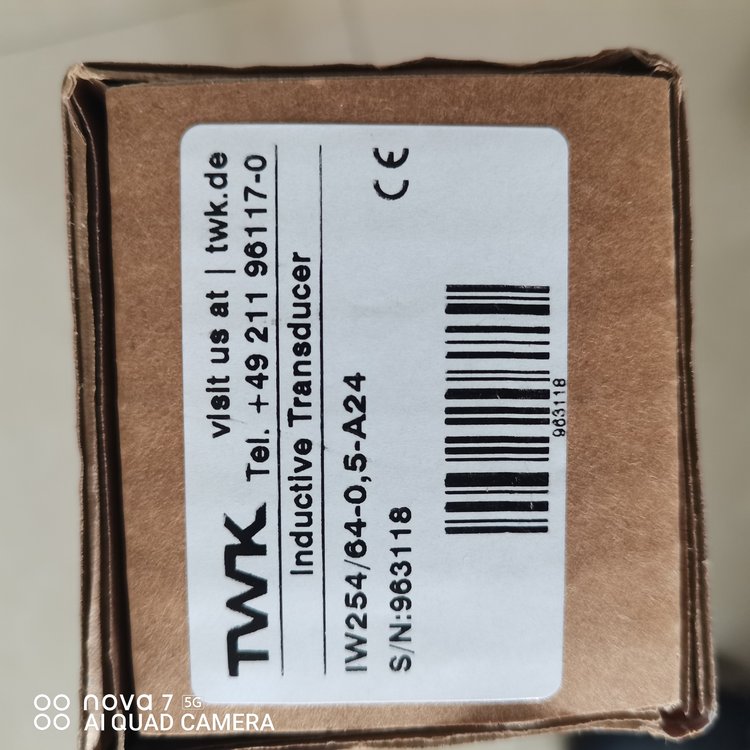 TWK
visit us at | twk.de
Tel. +49 211 96117-0
Inductive Transducer
IW254/64-0,5-A24
S/N:963118
CE
963118
nova 7 5G
AI QUAD CAMERA